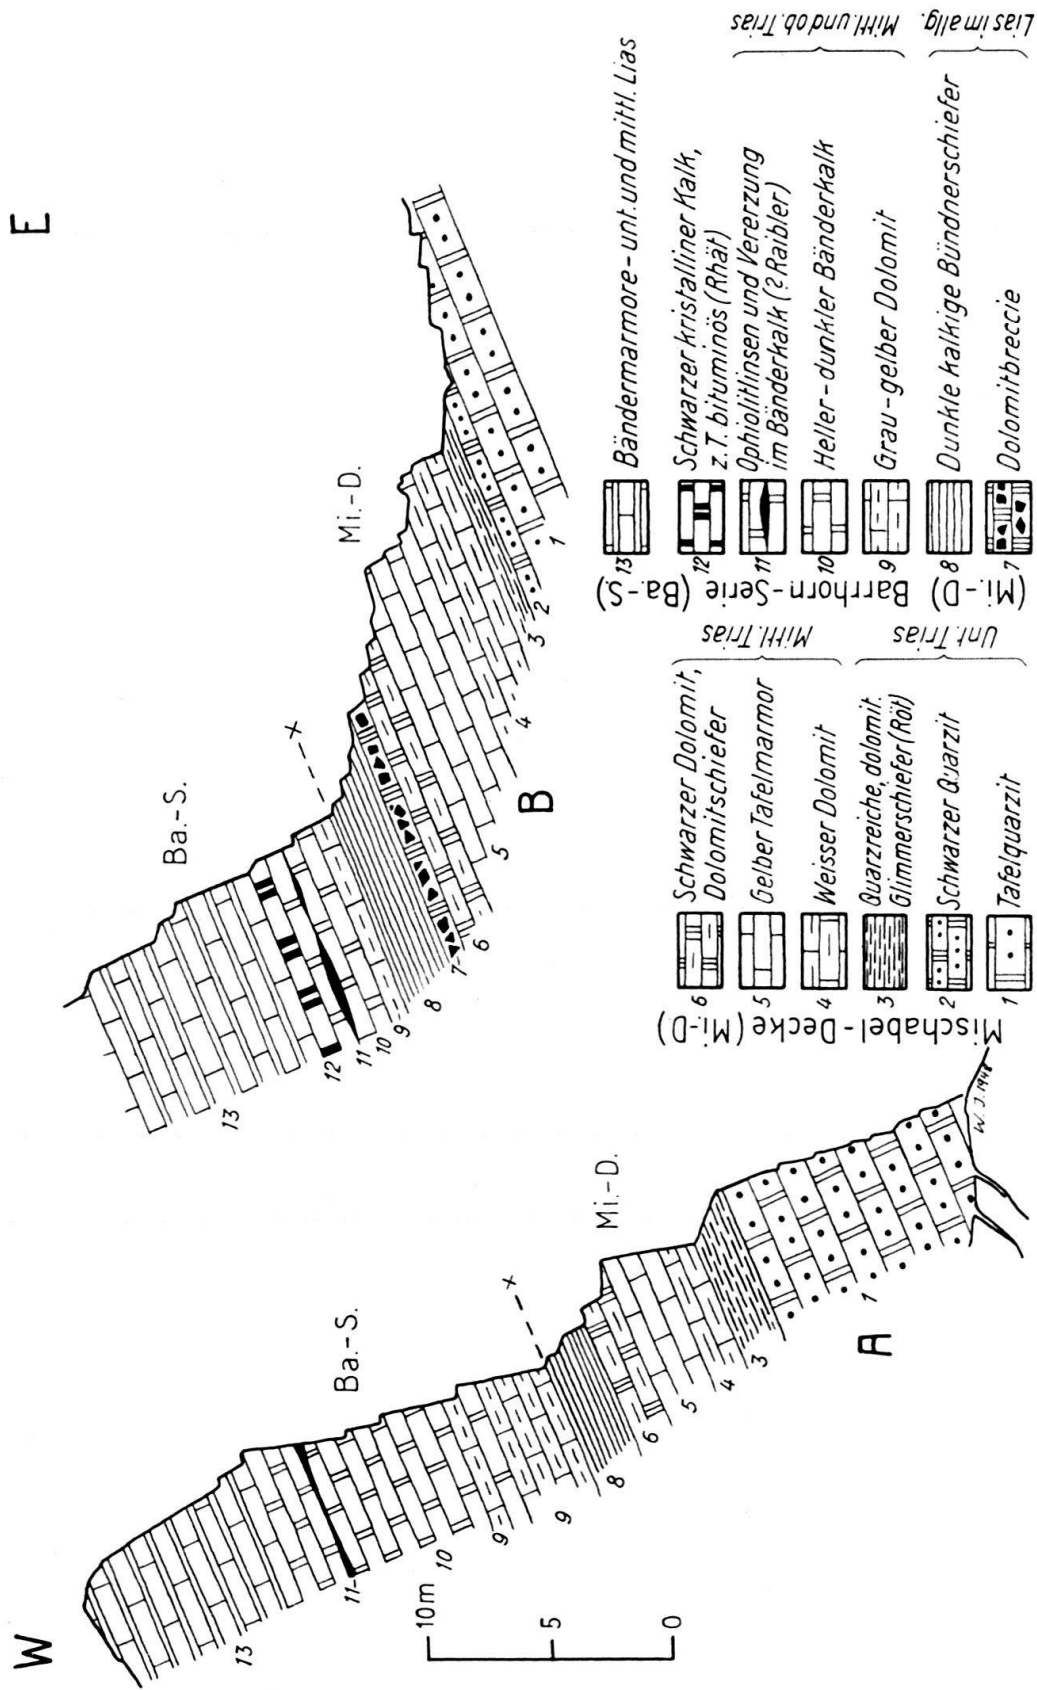 W
E
Ba.-S.
Mi.-D.
x
13
11
10
9
9
8
6
5
4
3
1
A
W. J. 1948
10m
5
0
Ba.-S.
Mi.-D.
x
13
12
11
10
9
8
7
6
5
4
3
2
1
B
Mischabel-Decke (Mi.-D.)
6 Schwarzer Dolomit,
Dolomitschiefer
5 Gelber Tafelmarmor
4 Weisser Dolomit
Mittl. Trias
3 Quarzreiche, dolomit.
Glimmerschiefer (Röt)
2 Schwarzer Quarzit
1 Tafelquarzit
Unt. Trias
Barrhorn-Serie (Ba.-S.)
13 Bändermarmore - unt. und mittl. Lias
12 Schwarzer kristalliner Kalk,
z.T. bituminös (Rhät)
11 Ophiolitlinsen und Vererzung
im Bänderkalk (? Raibler)
10 Heller-dunkler Bänderkalk
9 Grau-gelber Dolomit
Mittl. und ob. Trias
(Mi.-D)
8 Dunkle kalkige Bündnerschiefer
7 Dolomitbreccie
Lias im allg.